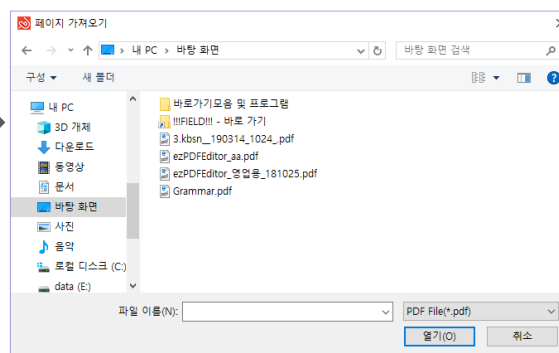 페이지 가져오기
내 PC > 바탕 화면
바탕 화면 검색
구성
새 폴더
내 PC
3D 개체
다운로드
동영상
문서
바탕 화면
사진
음악
로컬 디스크 (C:)
data (E:)
바로가기모음 및 프로그램
!!!FIELD!!! - 바로 가기
3.kbsn__190314_1024_.pdf
ezPDFEditor_aa.pdf
ezPDFEditor_영업용_181025.pdf
Grammar.pdf
파일 이름(N):
PDF File(*.pdf)
열기(O)
취소